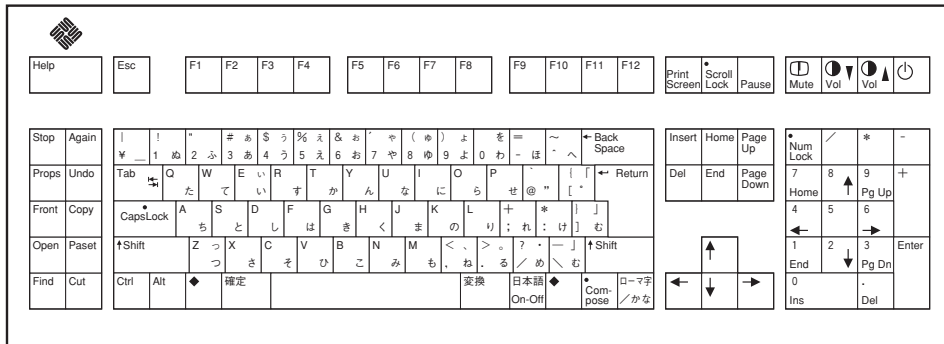 Help Esc F1 F2 F3 F4 F5 F6 F7 F8 F9 F10 F11 F12 Print Screen Scroll Lock Pause Mute Vol Vol
Stop Again | ! " # ぁ $ ぅ % ぇ & ぉ ´ ゃ ( ゅ ) ょ を = ~ Back Space Insert Home Page Up Num Lock / * -
¥ _ 1 ぬ 2 ふ 3 あ 4 う 5 え 6 お 7 や 8 ゆ 9 よ 0 わ - ほ ^ へ
Props Undo Tab Q た W て E ぃ い R す T か Y ん U な I に O ら P せ ` @ " { 「 [ ° Return Del End Page Down 7 Home 8 9 Pg Up +
Front Copy CapsLock A ち S と D し F は G き H く J ま K の L り + ; れ * : け } 」 ] む 4 5 6
Open Paset Shift Z っ つ X さ C そ V ひ B こ N み M も < 、 , ね > 。 . る ? ・ / め — 」 \ む Shift 1 End 2 3 Pg Dn Enter
Find Cut Ctrl Alt 確定 変換 日本語 On-Off Com-pose ローマ字 /かな 0 Ins . Del